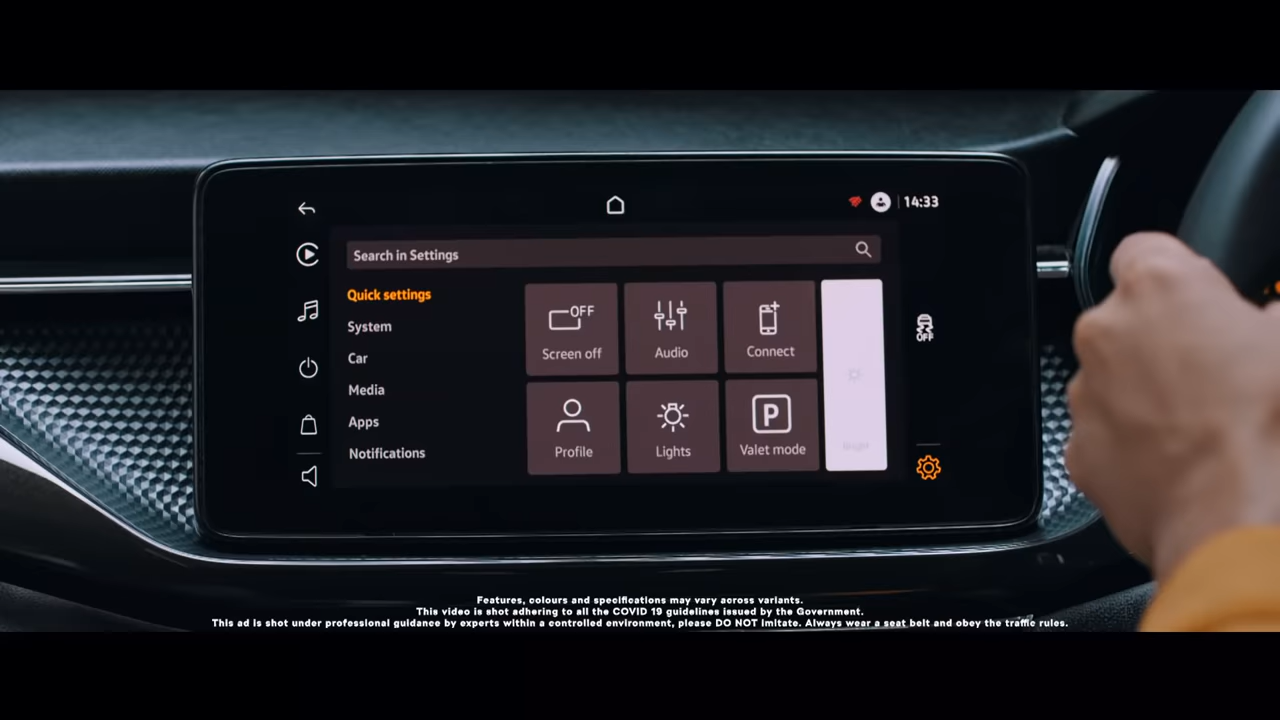 14:33
Search in Settings
Quick settings
System
Car
Media
Apps
Notifications
OFF
Screen off
Audio
Connect
Profile
Lights
P
Valet mode
OFF
Features, colours and specifications may vary across variants.
This video is shot adhering to all the COVID 19 guidelines issued by the Government.
This ad is shot under professional guidance by experts within a controlled environment, please DO NOT imitate. Always wear a seat belt and obey the traffic rules.